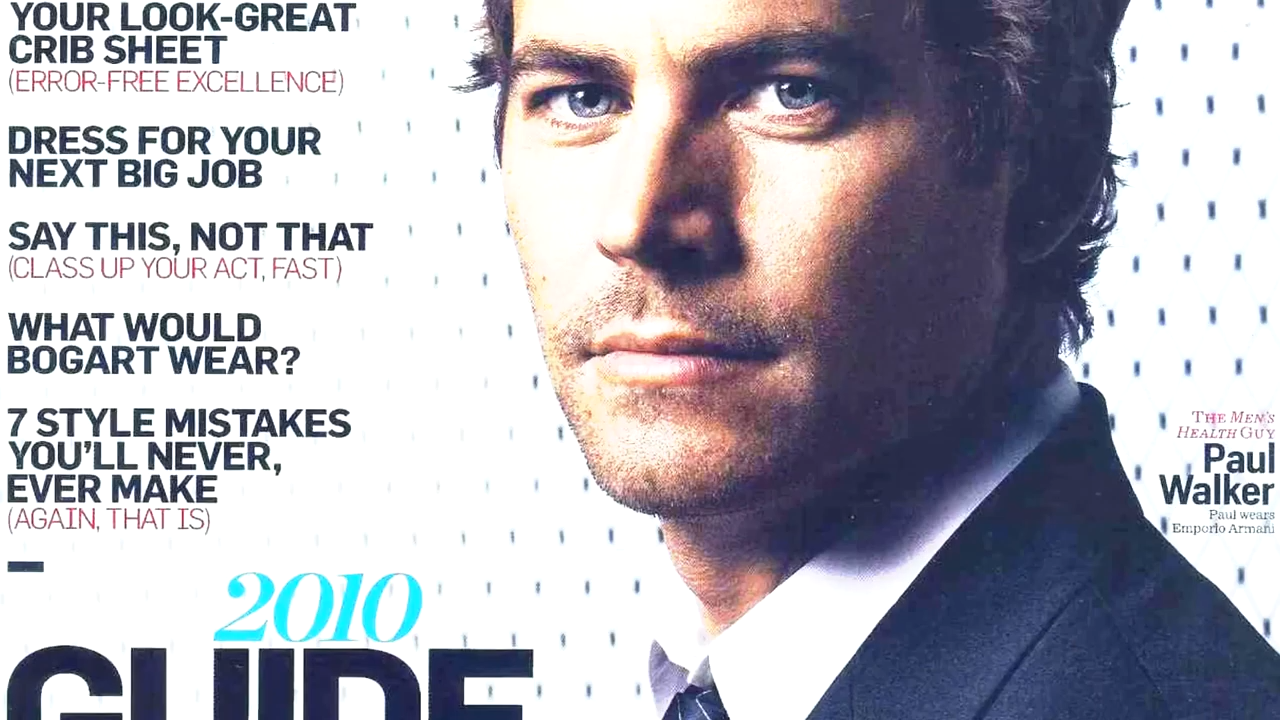 YOUR LOOK-GREAT
CRIB SHEET
(ERROR-FREE EXCELLENCE)
DRESS FOR YOUR
NEXT BIG JOB
SAY THIS, NOT THAT
(CLASS UP YOUR ACT, FAST)
WHAT WOULD
BOGART WEAR?
7 STYLE MISTAKES
YOU'LL NEVER,
EVER MAKE
(AGAIN, THAT IS)
2010
GUIDE
THE MEN'S
HEALTH GUY
Paul
Walker
Paul wears
Emporio Armani